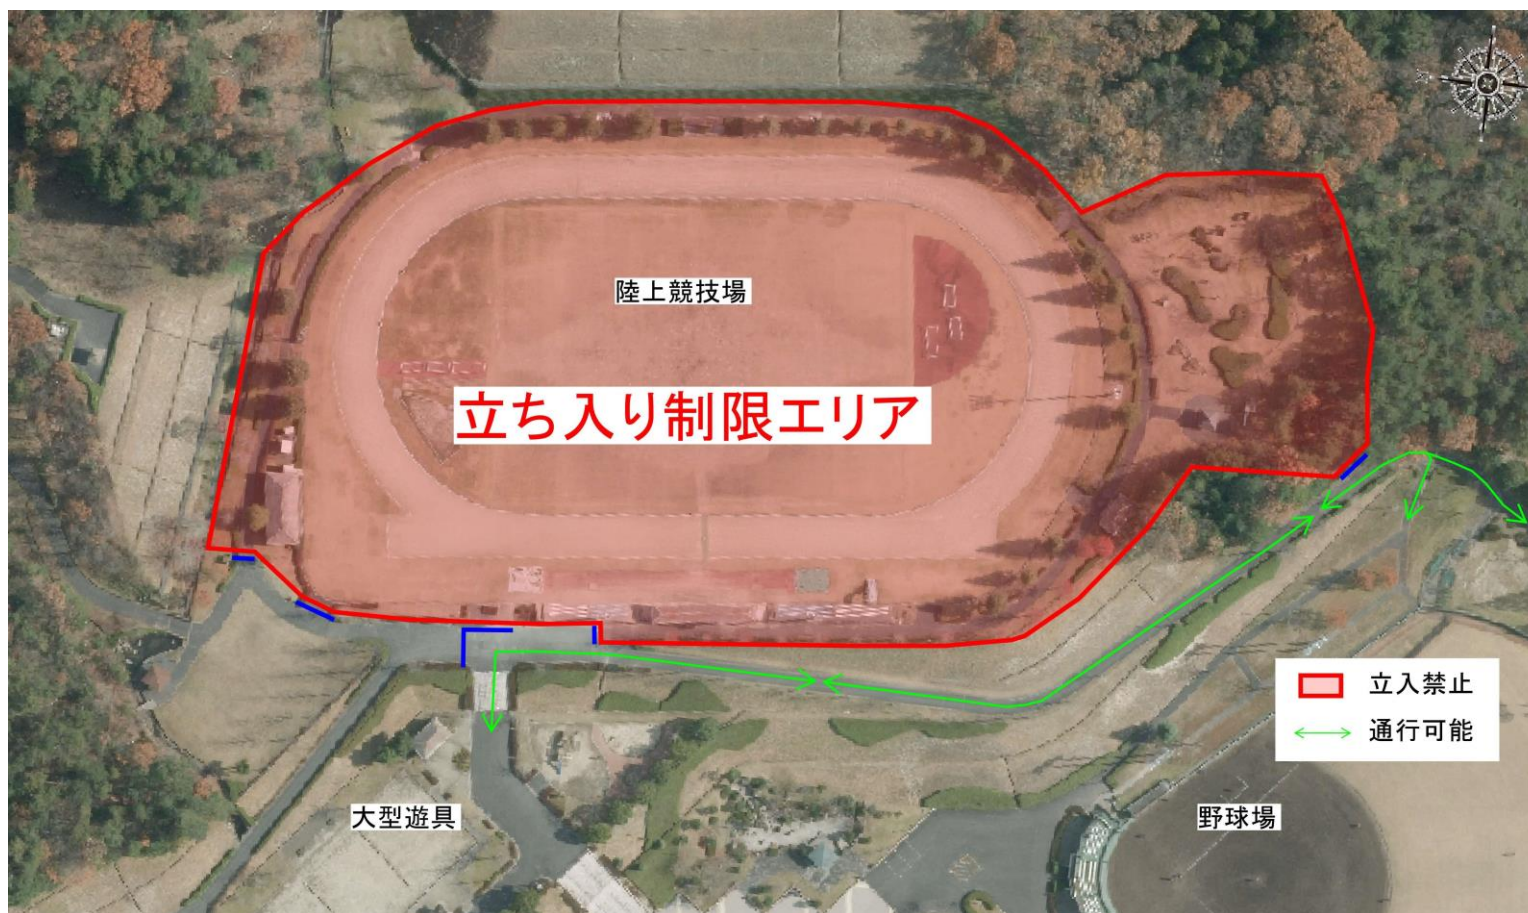 陸上競技場
立ち入り制限エリア
立入禁止
通行可能
大型遊具
野球場